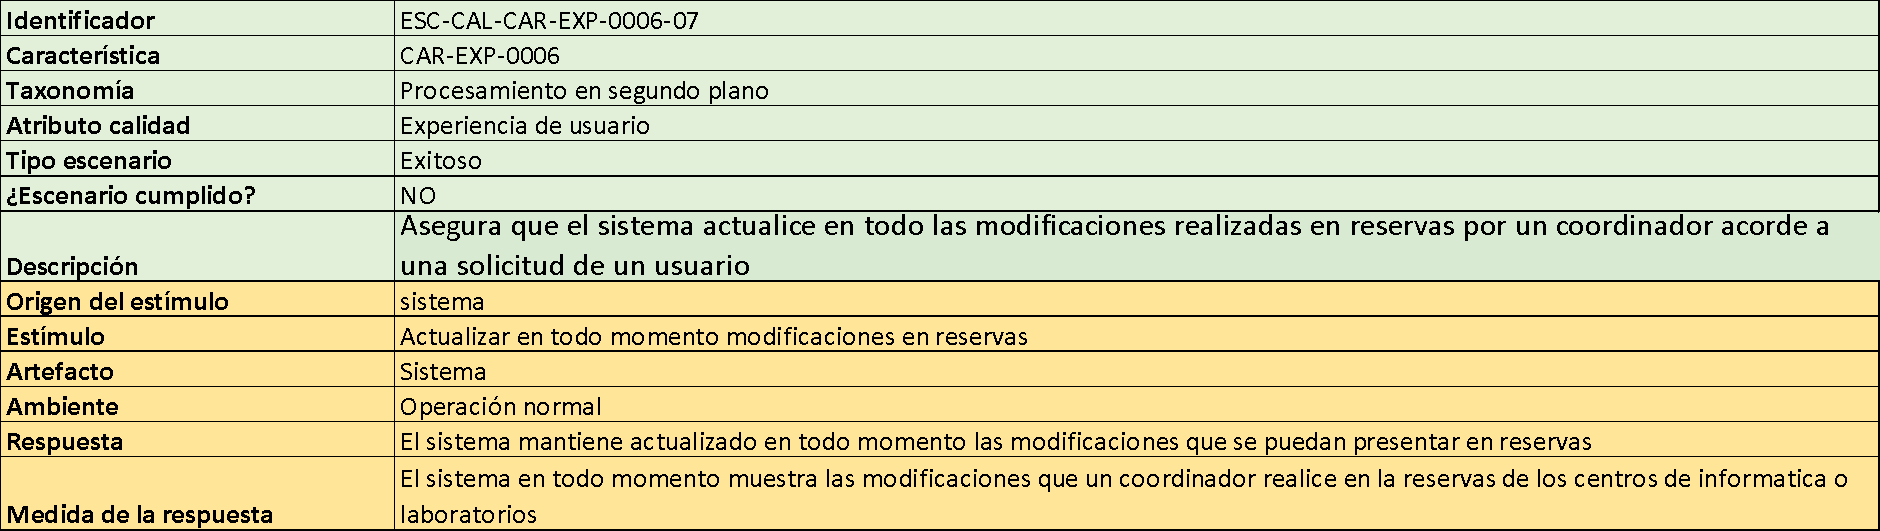 Identificador ESC-CAL-CAR-EXP-0006-07
Característica CAR-EXP-0006
Taxonomía Procesamiento en segundo plano
Atributo calidad Experiencia de usuario
Tipo escenario Exitoso
¿Escenario cumplido? NO
Asegura que el sistema actualice en todo las modificaciones realizadas en reservas por un coordinador acorde a
Descripción una solicitud de un usuario
Origen del estímulo sistema
Estímulo Actualizar en todo momento modificaciones en reservas
Artefacto Sistema
Ambiente Operación normal
Respuesta El sistema mantiene actualizado en todo momento las modificaciones que se puedan presentar en reservas
El sistema en todo momento muestra las modificaciones que un coordinador realice en la reservas de los centros de informatica o
Medida de la respuesta laboratorios